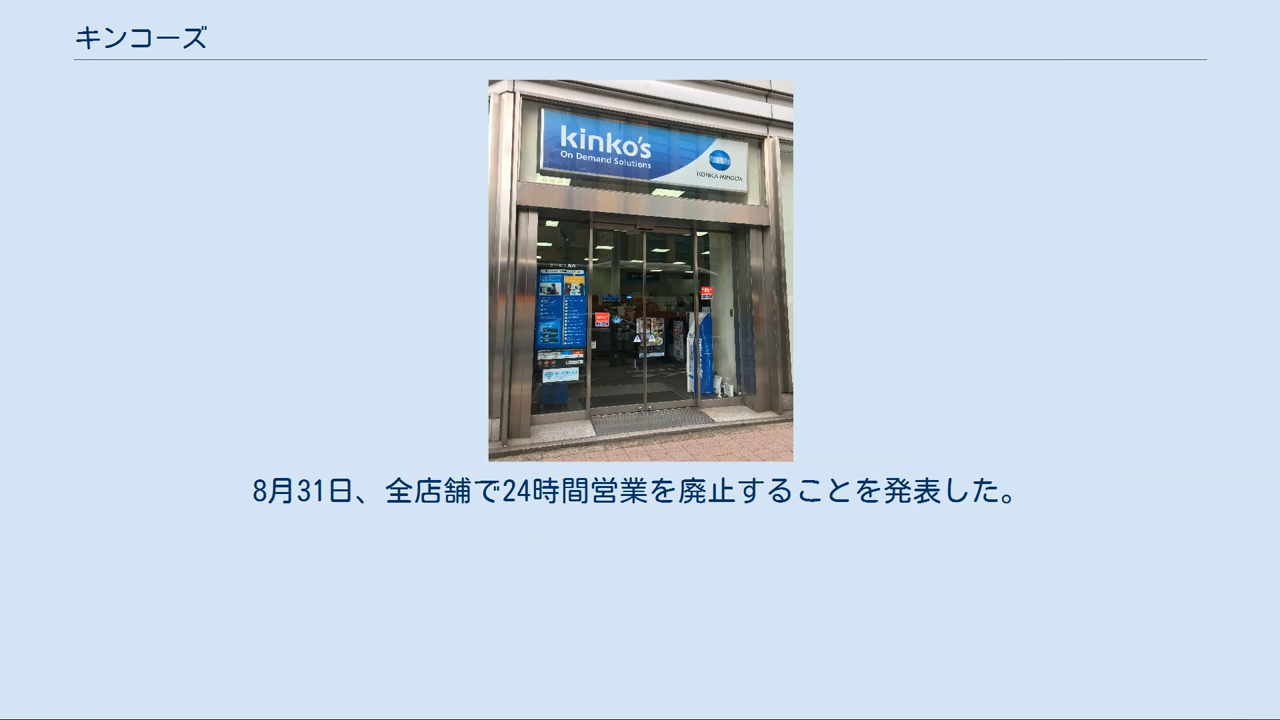 キンコーズ
kinko's
On Demand Solutions
KONICA MINOLTA
8月31日、全店舗で24時間営業を廃止することを発表した。